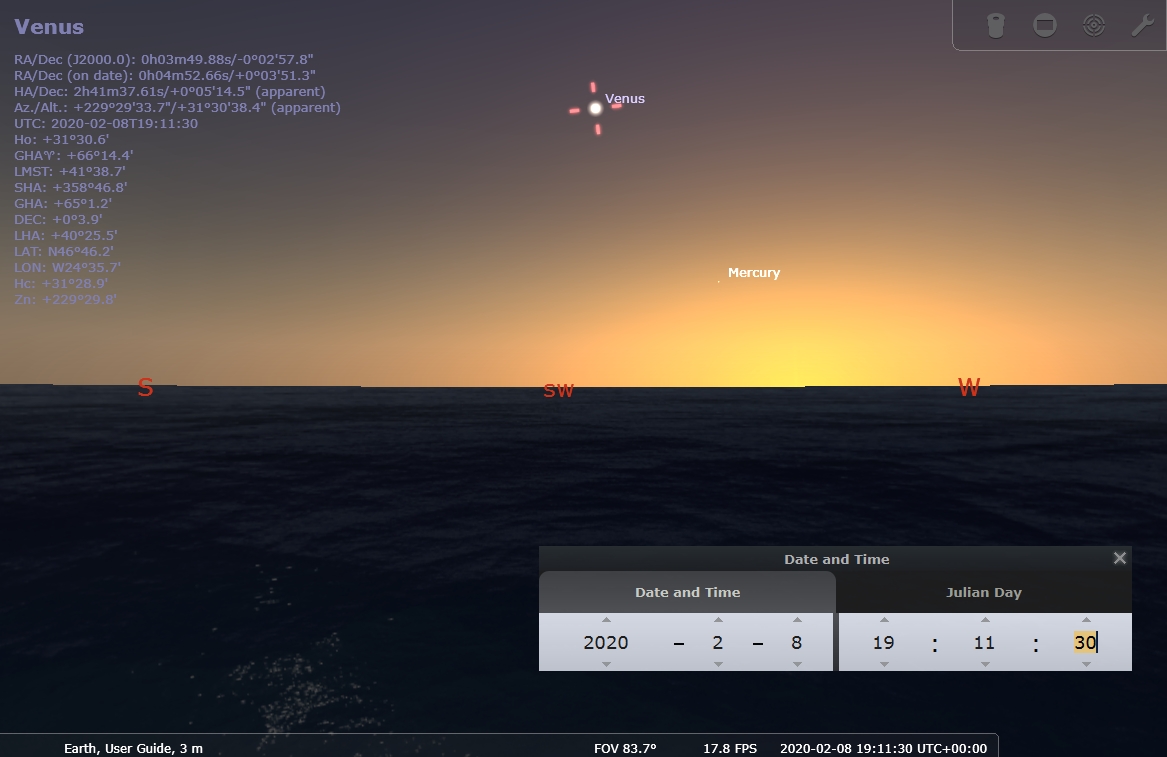 Venus
RA/Dec (J2000.0): 0h03m49.88s/-0°02'57.8"
RA/Dec (on date): 0h04m52.66s/+0°03'51.3"
HA/Dec: 2h41m37.61s/+0°05'14.5" (apparent)
Az./Alt.: +229°29'33.7"/+31°30'38.4" (apparent)
UTC: 2020-02-08T19:11:30
Ho: +31°30.6'
GHA♈: +66°14.4'
LMST: +41°38.7'
SHA: +358°46.8'
GHA: +65°1.2'
DEC: +0°3.9'
LHA: +40°25.5'
LAT: N46°46.2'
LON: W24°35.7'
Hc: +31°28.9'
Zn: +229°29.8'
Venus
Mercury
S SW W
Date and Time
Date and Time Julian Day
2020 – 2 – 8 19 : 11 : 30
Earth, User Guide, 3 m FOV 83.7° 17.8 FPS 2020-02-08 19:11:30 UTC+00:00